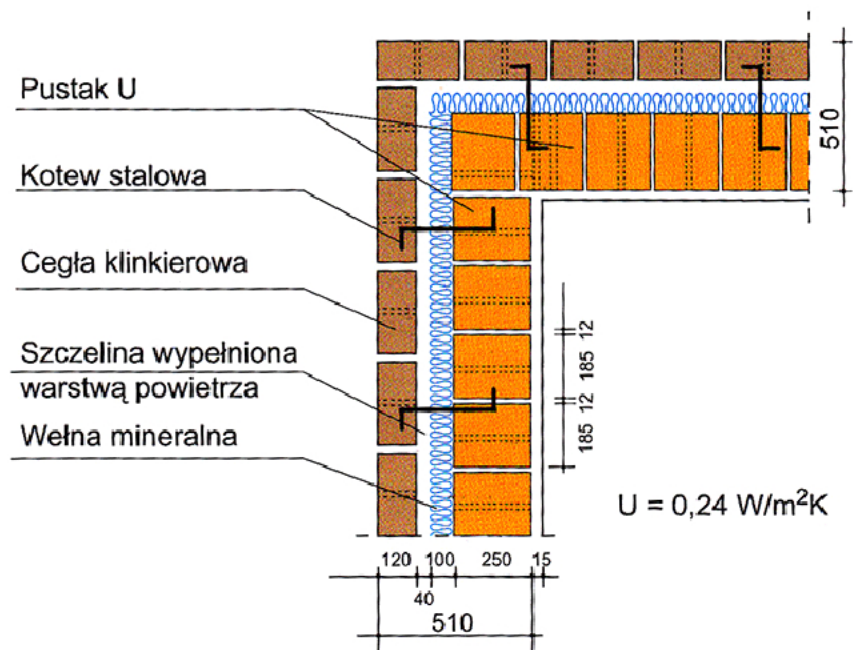 Pustak U
Kotew stalowa
Cegła klinkierowa
Szczelina wypełniona
warstwą powietrza
Wełna mineralna
510
12
185
12
185
U = 0,24 W/m²K
120 100 250 15
40
510